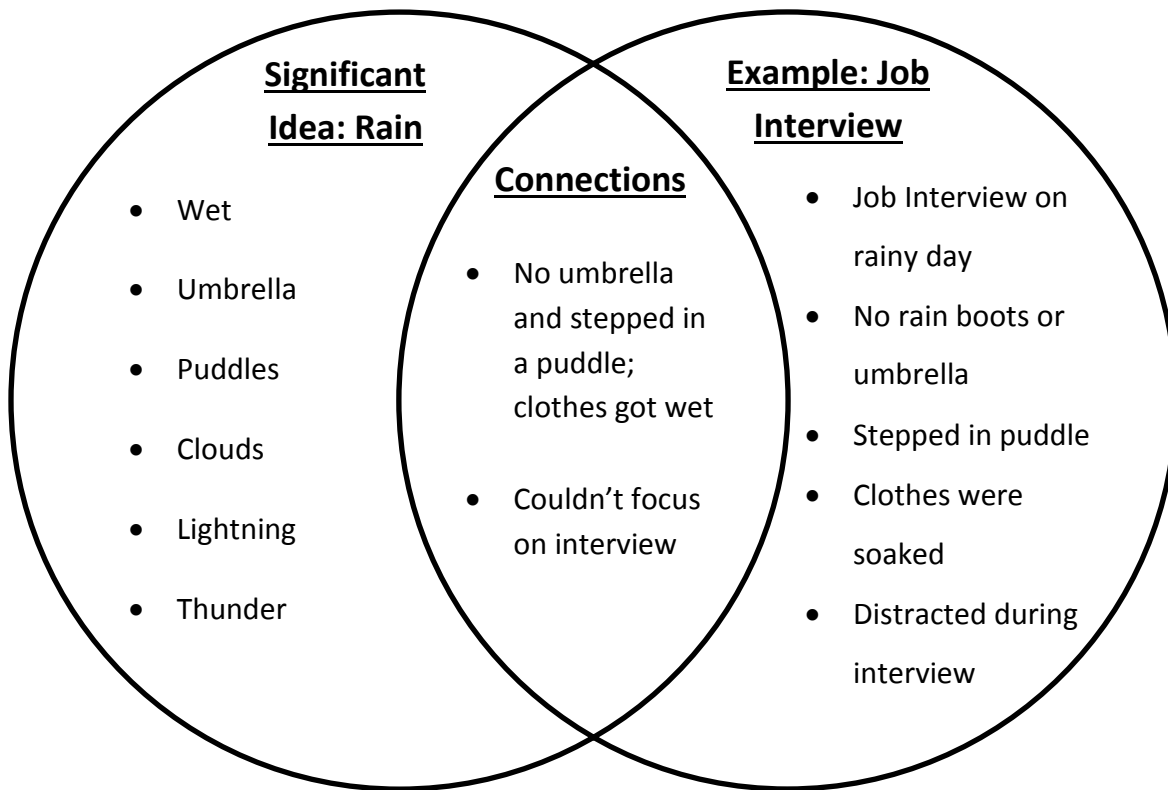 Significant
Idea: Rain
• Wet
• Umbrella
• Puddles
• Clouds
• Lightning
• Thunder
Connections
• No umbrella
and stepped in
a puddle;
clothes got wet
• Couldn’t focus
on interview
Example: Job
Interview
• Job Interview on
rainy day
• No rain boots or
umbrella
• Stepped in puddle
• Clothes were
soaked
• Distracted during
interview